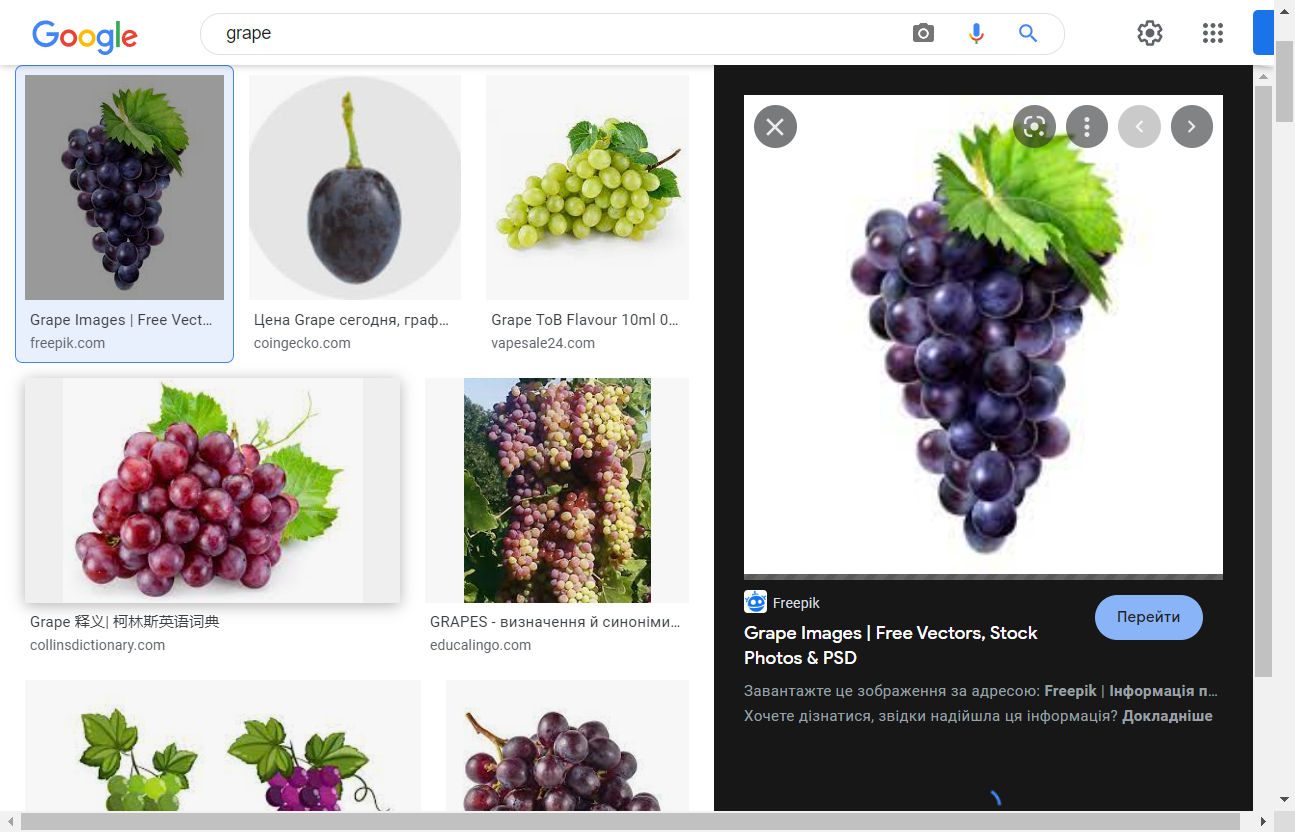 Google
grape
Grape Images | Free Vect...
freepik.com
Цена Grape сегодня, граф...
coingecko.com
Grape ToB Flavour 10ml 0...
vapesale24.com
Grape 释义| 柯林斯英语词典
collinsdictionary.com
GRAPES - визначення й синоніми...
educalingo.com
Freepik
Grape Images | Free Vectors, Stock
Photos & PSD
Перейти
Завантажте це зображення за адресою: Freepik | Інформація п...
Хочете дізнатися, звідки надійшла ця інформація? Докладніше